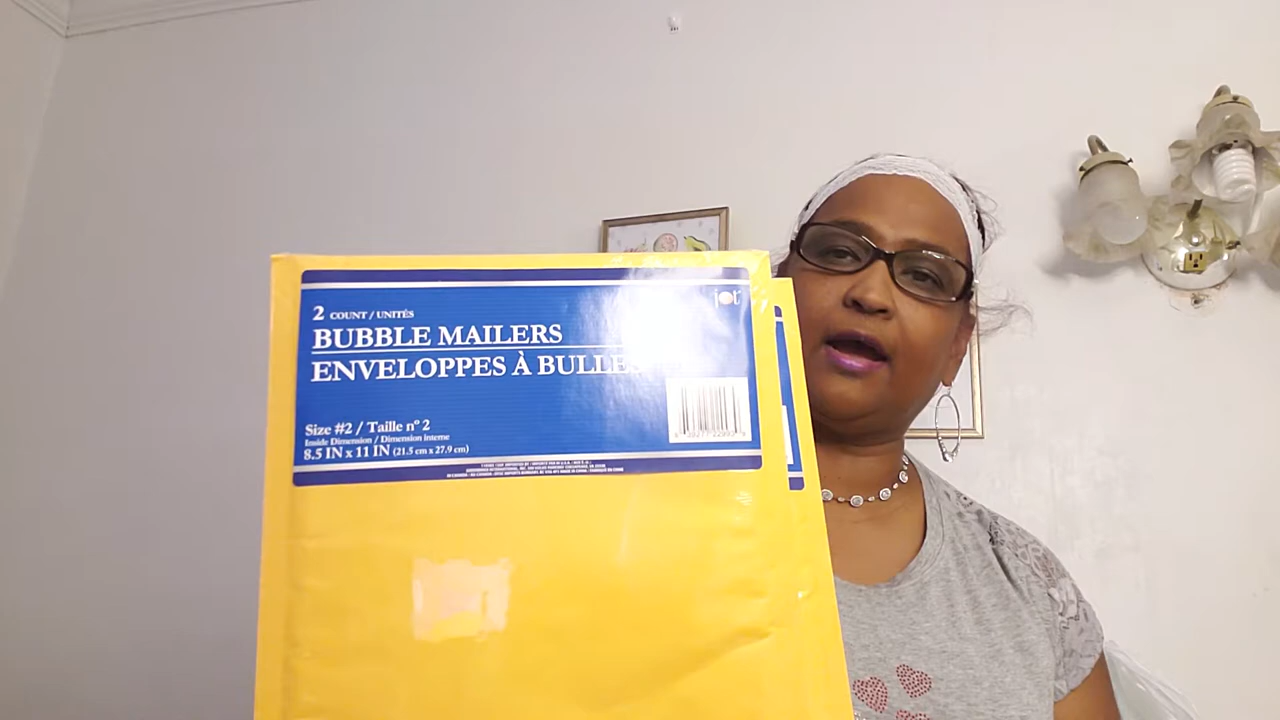 jot
2 COUNT / UNITÉS
BUBBLE MAILERS
ENVELOPPES À BULLES
Size #2 / Taille nº 2
Inside Dimension / Dimension interne
8.5 IN x 11 IN (21.5 cm x 27.9 cm)